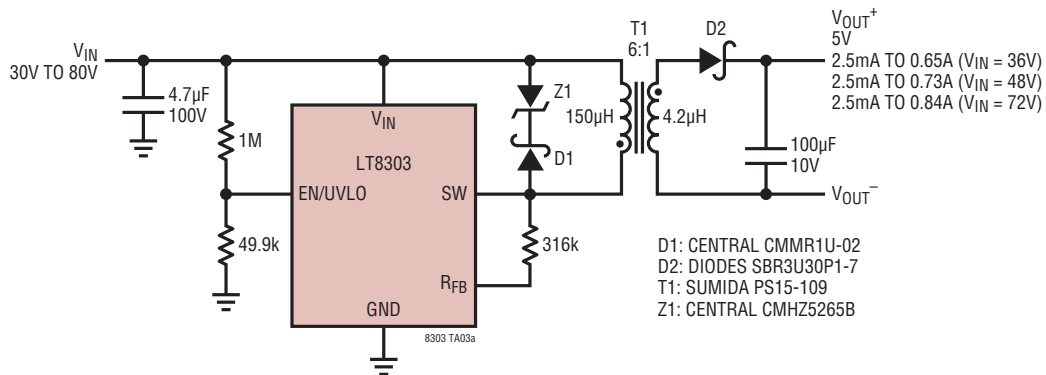 VIN
30V TO 80V
4.7µF
100V
1M
49.9k
VIN
LT8303
EN/UVLO
SW
RFB
GND
8303 TA03a
Z1
D1
316k
T1
6:1
150µH
4.2µH
D2
100µF
10V
VOUT+
5V
2.5mA TO 0.65A (VIN = 36V)
2.5mA TO 0.73A (VIN = 48V)
2.5mA TO 0.84A (VIN = 72V)
VOUT–
D1: CENTRAL CMMR1U-02
D2: DIODES SBR3U30P1-7
T1: SUMIDA PS15-109
Z1: CENTRAL CMHZ5265B